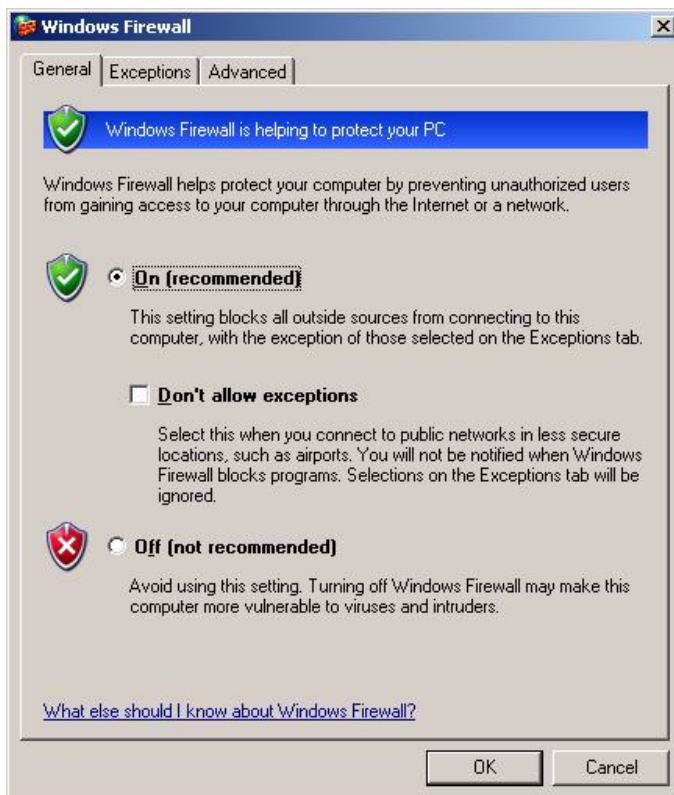 Windows Firewall
General
Exceptions
Advanced
Windows Firewall is helping to protect your PC
Windows Firewall helps protect your computer by preventing unauthorized users
from gaining access to your computer through the Internet or a network.
On (recommended)
This setting blocks all outside sources from connecting to this
computer, with the exception of those selected on the Exceptions tab.
Don't allow exceptions
Select this when you connect to public networks in less secure
locations, such as airports. You will not be notified when Windows
Firewall blocks programs. Selections on the Exceptions tab will be
ignored.
Off (not recommended)
Avoid using this setting. Turning off Windows Firewall may make this
computer more vulnerable to viruses and intruders.
What else should I know about Windows Firewall?
OK
Cancel